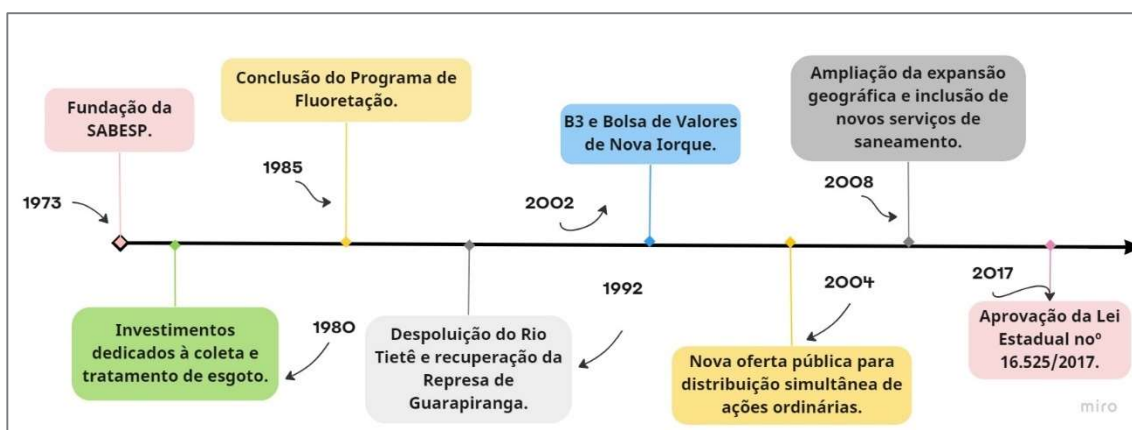 1973
Fundação da
SABESP.
1980
Investimentos
dedicados à coleta e
tratamento de esgoto.
1985
Conclusão do Programa de
Fluoretação.
1992
Despoluição do Rio
Tietê e recuperação da
Represa de
Guarapiranga.
2002
B3 e Bolsa de Valores
de Nova Iorque.
2004
Nova oferta pública para
distribuição simultânea de
ações ordinárias.
2008
Ampliação da expansão
geográfica e inclusão de
novos serviços de
saneamento.
2017
Aprovação da Lei
Estadual noº
16.525/2017.
miro